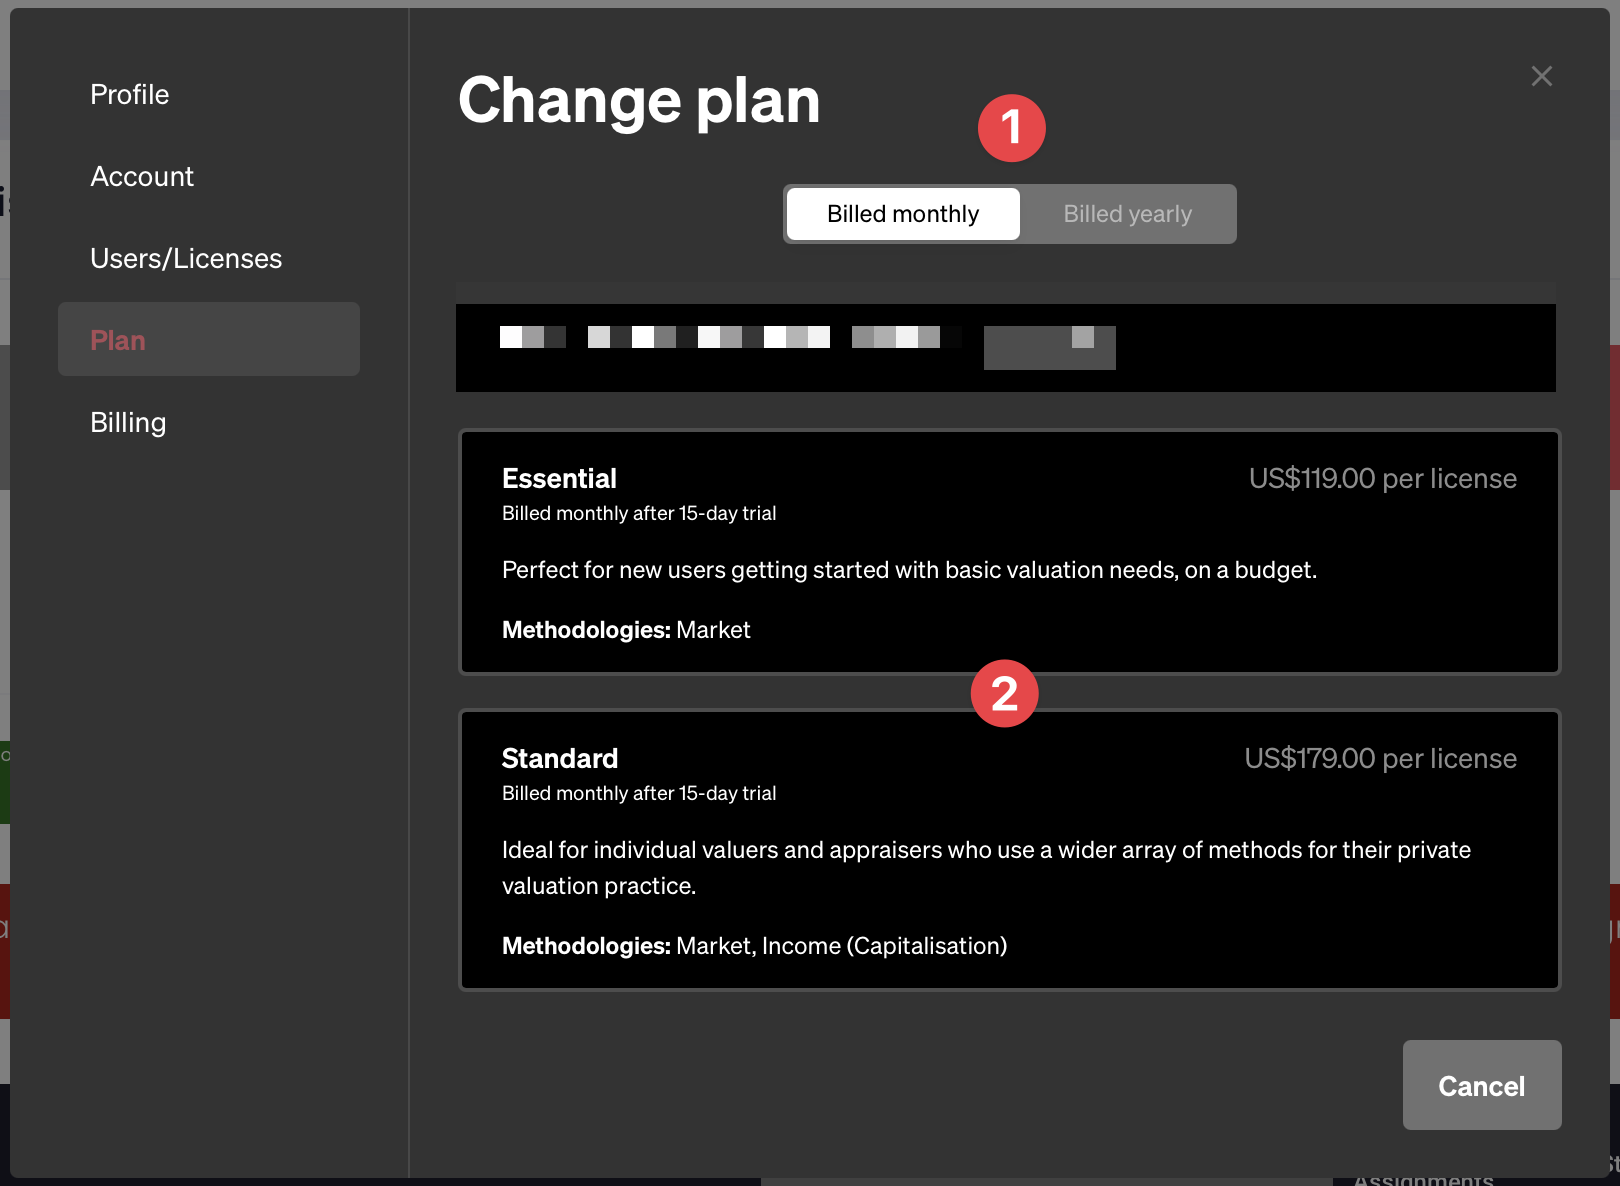 Profile
Account
Users/Licenses
Plan
Billing
Change plan
1
Billed monthly
Billed yearly
Essential
US$119.00 per license
Billed monthly after 15-day trial
Perfect for new users getting started with basic valuation needs, on a budget.
Methodologies: Market
2
Standard
US$179.00 per license
Billed monthly after 15-day trial
Ideal for individual valuers and appraisers who use a wider array of methods for their private
valuation practice.
Methodologies: Market, Income (Capitalisation)
Cancel
Assignments